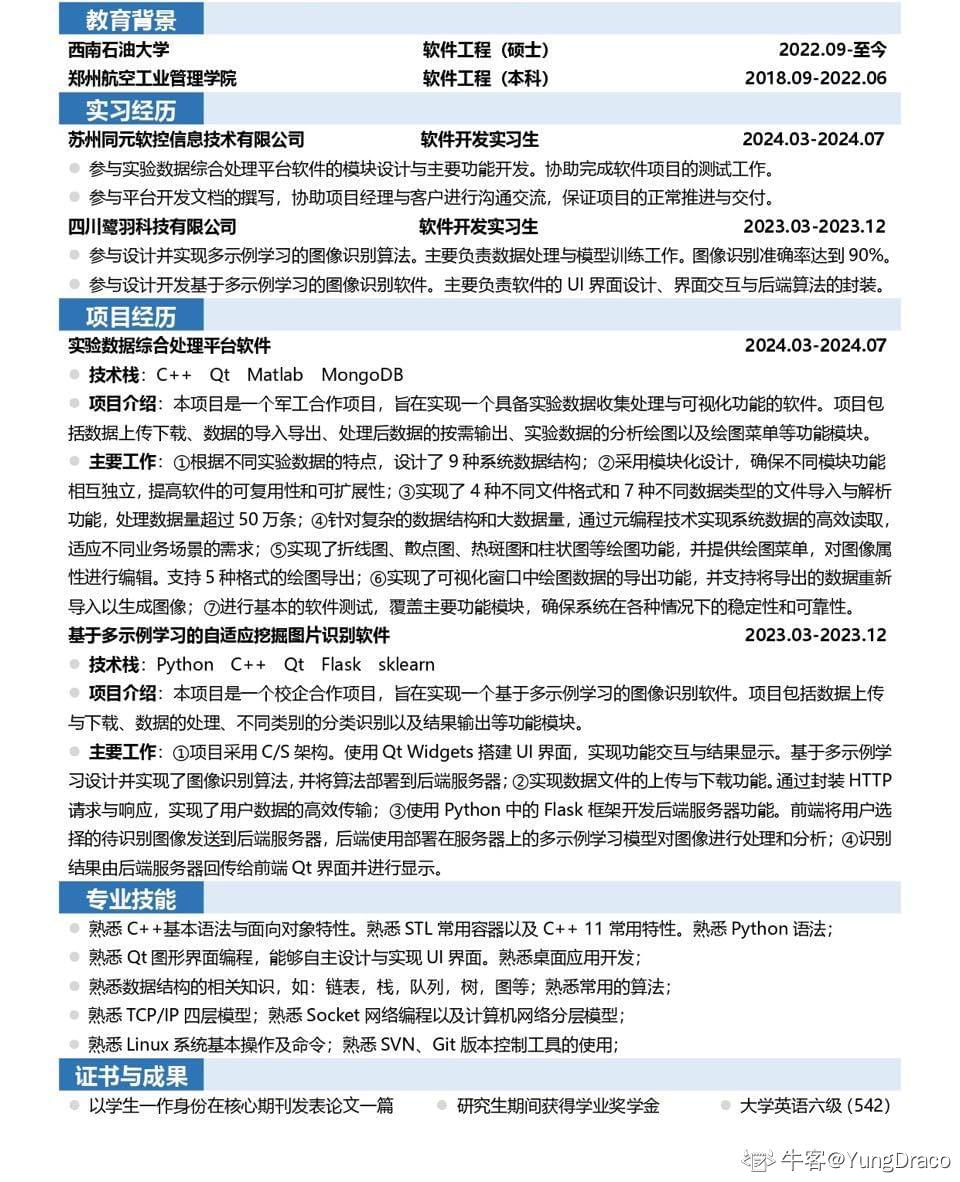 教育背景
西南石油大学 软件工程（硕士） 2022.09-至今
郑州航空工业管理学院 软件工程（本科） 2018.09-2022.06
实习经历
苏州同元软控信息技术有限公司 软件开发实习生 2024.03-2024.07
参与实验数据综合处理平台软件的模块设计与主要功能开发。协助完成软件项目的测试工作。
参与平台开发文档的撰写，协助项目经理与客户进行沟通交流，保证项目的正常推进与交付。
四川鹭羽科技有限公司 软件开发实习生 2023.03-2023.12
参与设计并实现多示例学习的图像识别算法。主要负责数据处理与模型训练工作。图像识别准确率达到 90%。
参与设计开发基于多示例学习的图像识别软件。主要负责软件的 UI 界面设计、界面交互与后端算法的封装。
项目经历
实验数据综合处理平台软件 2024.03-2024.07
技术栈：C++ Qt Matlab MongoDB
项目介绍：本项目是一个军工合作项目，旨在实现一个具备实验数据收集处理与可视化功能的软件。项目包
括数据上传下载、数据的导入导出、处理后数据的按需输出、实验数据的分析绘图以及绘图菜单等功能模块。
主要工作：①根据不同实验数据的特点，设计了 9 种系统数据结构；②采用模块化设计，确保不同模块功能
相互独立，提高软件的可复用性和可扩展性；③实现了 4 种不同文件格式和 7 种不同数据类型的文件导入与解析
功能，处理数据量超过 50 万条；④针对复杂的数据结构和大数据量，通过元编程技术实现系统数据的高效读取，
适应不同业务场景的需求；⑤实现了折线图、散点图、热斑图和柱状图等绘图功能，并提供绘图菜单，对图像属
性进行编辑。支持 5 种格式的绘图导出；⑥实现了可视化窗口中绘图数据的导出功能，并支持将导出的数据重新
导入以生成图像；⑦进行基本的软件测试，覆盖主要功能模块，确保系统在各种情况下的稳定性和可靠性。
基于多示例学习的自适应挖掘图片识别软件 2023.03-2023.12
技术栈：Python C++ Qt Flask sklearn
项目介绍：本项目是一个校企合作项目，旨在实现一个基于多示例学习的图像识别软件。项目包括数据上传
与下载、数据的处理、不同类别的分类识别以及结果输出等功能模块。
主要工作：①项目采用 C/S 架构。使用 Qt Widgets 搭建 UI 界面，实现功能交互与结果显示。基于多示例学
习设计并实现了图像识别算法，并将算法部署到后端服务器；②实现数据文件的上传与下载功能。通过封装 HTTP
请求与响应，实现了用户数据的高效传输；③使用 Python 中的 Flask 框架开发后端服务器功能。前端将用户选
择的待识别图像发送到后端服务器，后端使用部署在服务器上的多示例学习模型对图像进行处理和分析；④识别
结果由后端服务器回传给前端 Qt 界面并进行显示。
专业技能
熟悉 C++基本语法与面向对象特性。熟悉 STL 常用容器以及 C++ 11 常用特性。熟悉 Python 语法；
熟悉 Qt 图形界面编程，能够自主设计与实现 UI 界面。熟悉桌面应用开发；
熟悉数据结构的相关知识，如：链表，栈，队列，树，图等；熟悉常用的算法；
熟悉 TCP/IP 四层模型；熟悉 Socket 网络编程以及计算机网络分层模型；
熟悉 Linux 系统基本操作及命令；熟悉 SVN、Git 版本控制工具的使用；
证书与成果
以学生一作身份在核心期刊发表论文一篇 研究生期间获得学业奖学金 大学英语六级 (542)
牛客@YungDraco